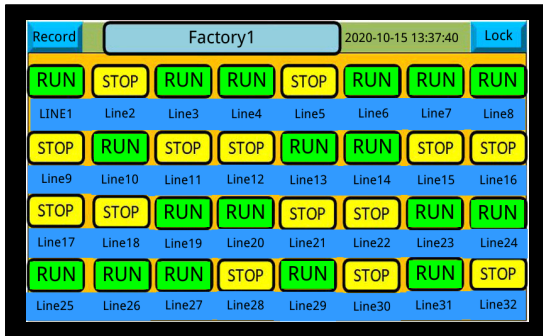 Record Factory1 2020-10-15 13:37:40 Lock
RUN STOP RUN RUN STOP RUN RUN RUN
LINE1 Line2 Line3 Line4 Line5 Line6 Line7 Line8
STOP RUN STOP STOP RUN RUN STOP STOP
Line9 Line10 Line11 Line12 Line13 Line14 Line15 Line16
STOP STOP RUN RUN STOP STOP RUN RUN
Line17 Line18 Line19 Line20 Line21 Line22 Line23 Line24
RUN RUN RUN STOP RUN STOP RUN STOP
Line25 Line26 Line27 Line28 Line29 Line30 Line31 Line32